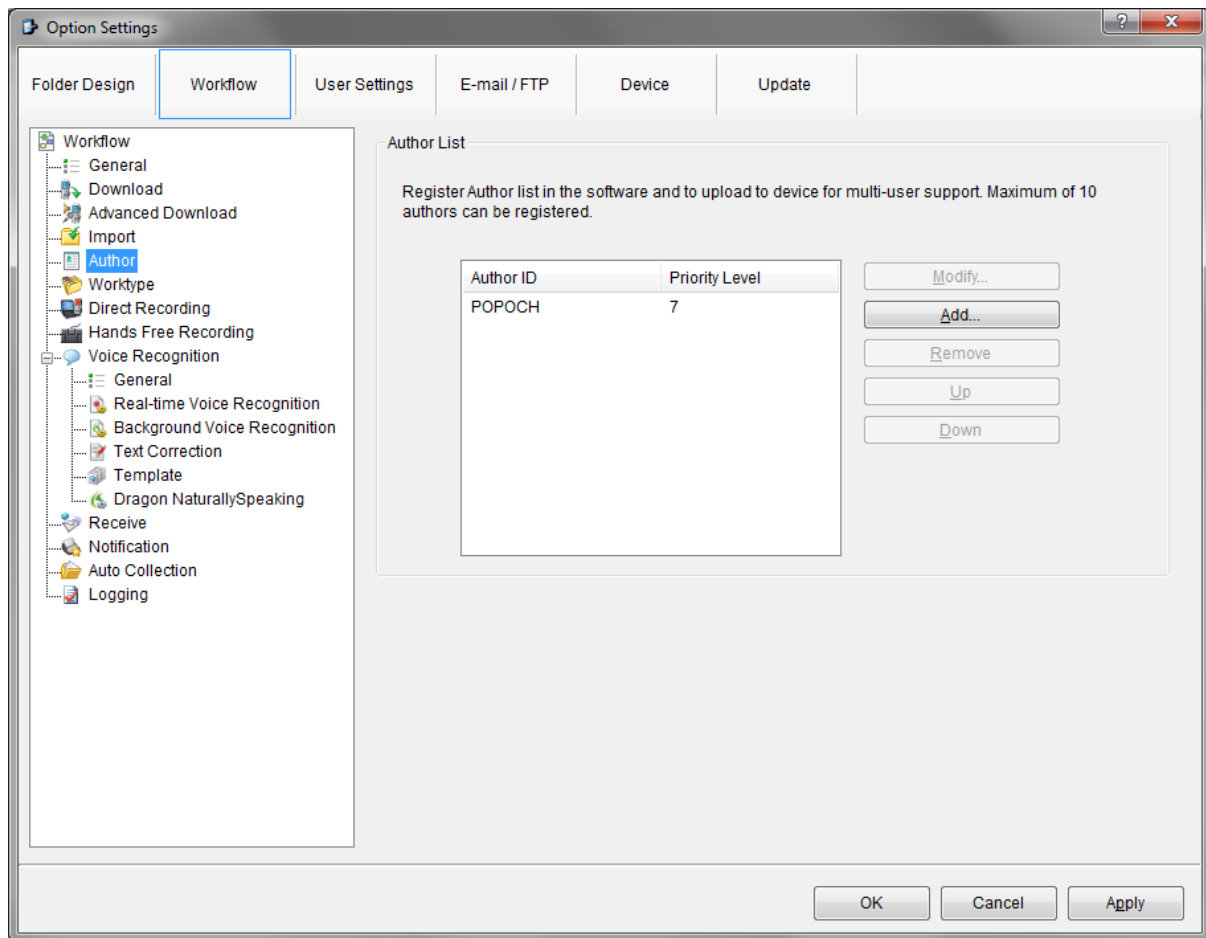 Option Settings
?
X
Folder Design
Workflow
User Settings
E-mail / FTP
Device
Update
Workflow
General
Download
Advanced Download
Import
Author
Worktype
Direct Recording
Hands Free Recording
Voice Recognition
General
Real-time Voice Recognition
Background Voice Recognition
Text Correction
Template
Dragon NaturallySpeaking
Receive
Notification
Auto Collection
Logging
Author List
Register Author list in the software and to upload to device for multi-user support. Maximum of 10
authors can be registered.
Author ID Priority Level
POPOCH 7
Modify...
Add...
Remove
Up
Down
OK
Cancel
Apply